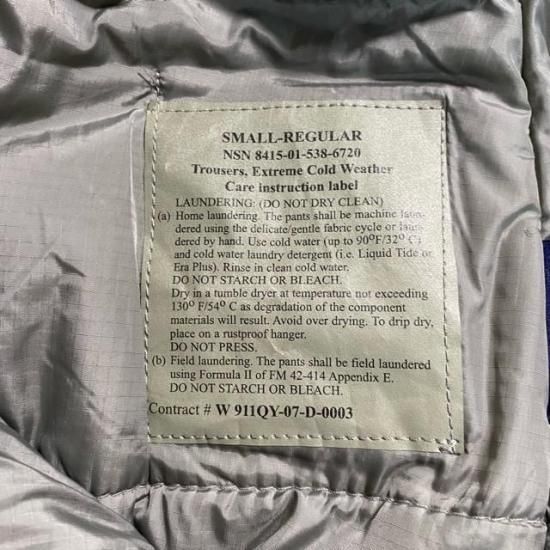 SMALL-REGULAR
NSN 8415-01-538-6720
Trousers, Extreme Cold Weather
Care instruction label
LAUNDERING: (DO NOT DRY CLEAN)
(a) Home laundering. The pants shall be machine laun-
dered using the delicate/gentle fabric cycle or laun-
dered by hand. Use cold water (up to 90⁰F/32⁰ C)
and cold water laundry detergent (i.e. Liquid Tide or
Era Plus). Rinse in clean cold water.
DO NOT STARCH OR BLEACH.
Dry in a tumble dryer at temperature not exceeding
130⁰ F/54⁰ C as degradation of the component
materials will result. Avoid over drying. To drip dry,
place on a rustproof hanger.
DO NOT PRESS.
(b) Field laundering. The pants shall be field laundered
using Formula II of FM 42-414 Appendix E.
DO NOT STARCH OR BLEACH.
Contract # W 911QY-07-D-0003